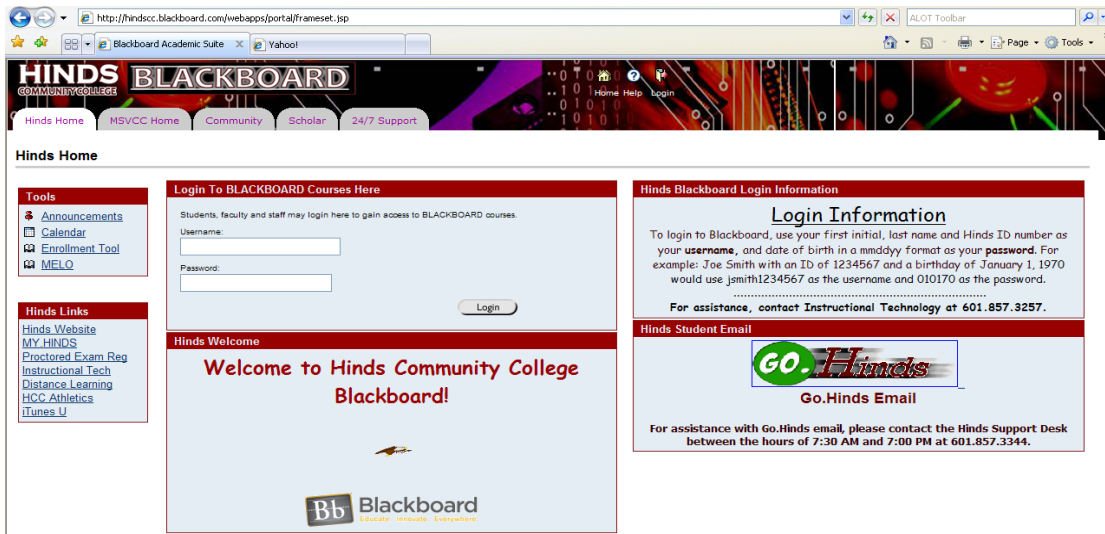 http://hindscc.blackboard.com/webapps/portal/frameset.jsp
ALOT Toolbar
Blackboard Academic Suite
Yahoo!
Page
Tools
HINDS
COMMUNITY COLLEGE
BLACKBOARD
Home
Help
Login
Hinds Home
MSVCC Home
Community
Scholar
24/7 Support
Hinds Home
Tools
Announcements
Calendar
Enrollment Tool
MELO
Hinds Links
Hinds Website
MY.HINDS
Proctored Exam Reg
Instructional Tech
Distance Learning
HCC Athletics
iTunes U
Login To BLACKBOARD Courses Here
Students, faculty and staff may login here to gain access to BLACKBOARD courses.
Username:
Password:
Login
Hinds Welcome
Welcome to Hinds Community College
Blackboard!
Bb
Blackboard
Educate. Innovate. Everywhere.
Hinds Blackboard Login Information
Login Information
To login to Blackboard, use your first initial, last name and Hinds ID number as
your username, and date of birth in a mmddyy format as your password. For
example: Joe Smith with an ID of 1234567 and a birthday of January 1, 1970
would use jsmith1234567 as the username and 010170 as the password.
For assistance, contact Instructional Technology at 601.857.3257.
Hinds Student Email
GO.Hinds
Go.Hinds Email
For assistance with Go.Hinds email, please contact the Hinds Support Desk
between the hours of 7:30 AM and 7:00 PM at 601.857.3344.